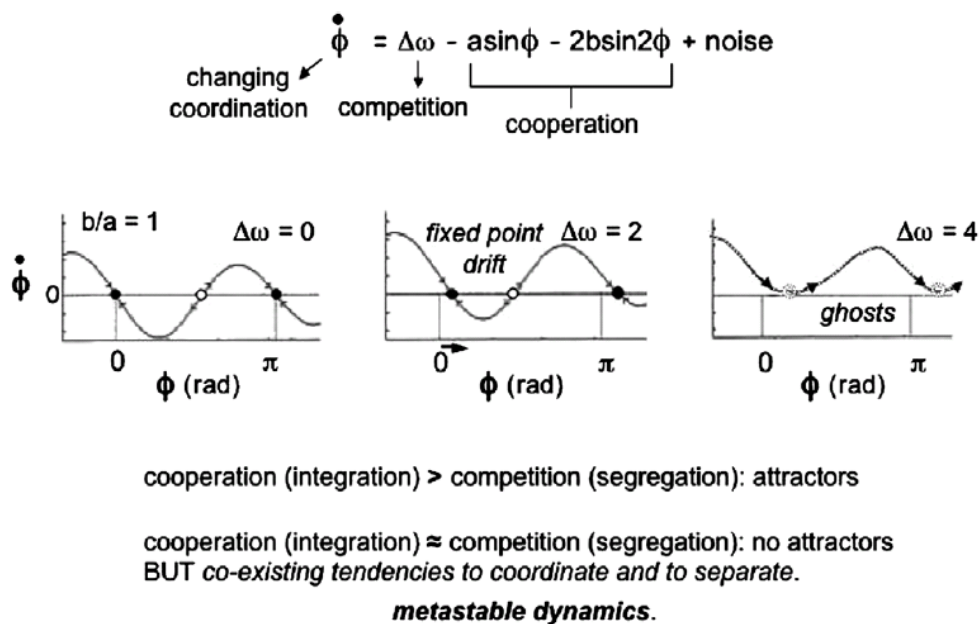 ϕ̇ = Δω - asinϕ - 2bsin2ϕ + noise
changing
coordination
competition
cooperation
b/a = 1
Δω = 0
ϕ̇
0
0
π
ϕ (rad)
fixed point
drift
Δω = 2
0
π
ϕ (rad)
Δω = 4
ghosts
0
π
ϕ (rad)
cooperation (integration) > competition (segregation): attractors
cooperation (integration) ≈ competition (segregation): no attractors
BUT co-existing tendencies to coordinate and to separate.
metastable dynamics.